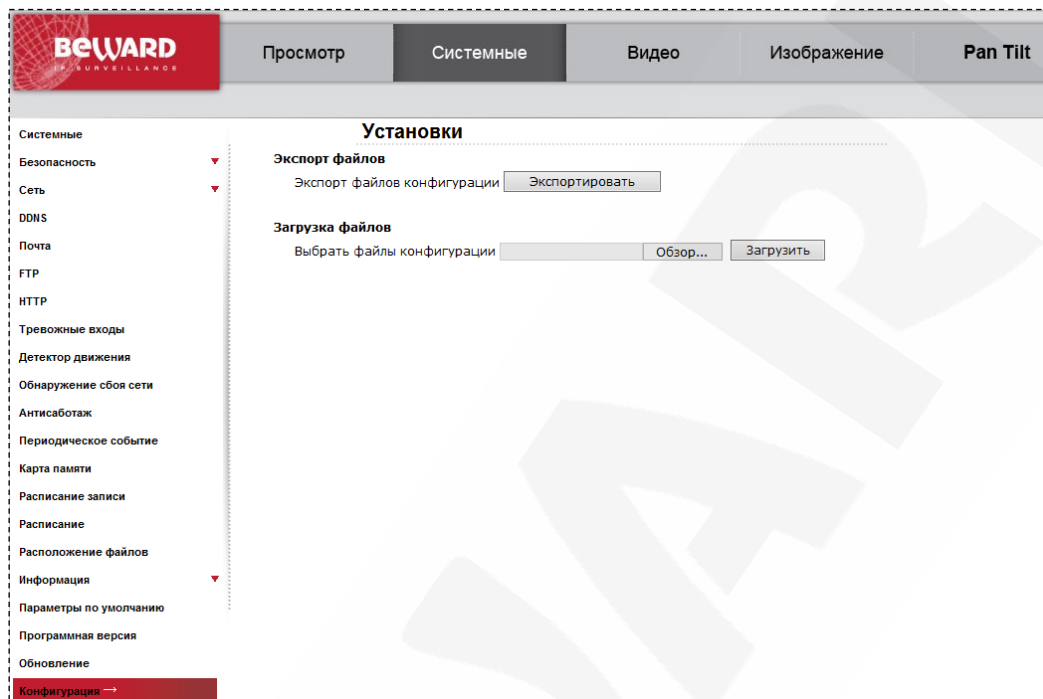 BEWARD
IP SURVEILLANCE
Просмотр
Системные
Видео
Изображение
Pan Tilt
Системные
Безопасность
Сеть
DDNS
Почта
FTP
HTTP
Тревожные входы
Детектор движения
Обнаружение сбоя сети
Антисаботаж
Периодическое событие
Карта памяти
Расписание записи
Расписание
Расположение файлов
Информация
Параметры по умолчанию
Программная версия
Обновление
Конфигурация →
Установки
Экспорт файлов
Экспорт файлов конфигурации Экспортировать
Загрузка файлов
Выбрать файлы конфигурации Обзор... Загрузить